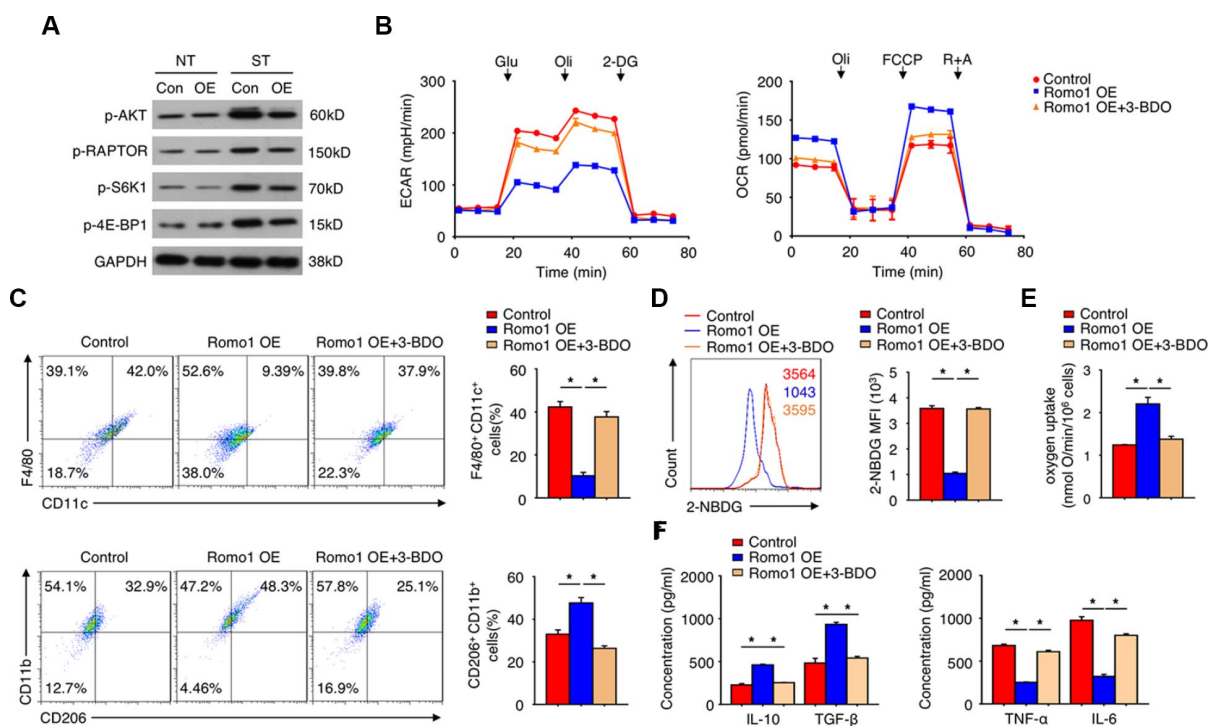 A
NT ST
Con OE Con OE
p-AKT 60kD
p-RAPTOR 150kD
p-S6K1 70kD
p-4E-BP1 15kD
GAPDH 38kD
B
Glu Oli 2-DG
300
200
100
0
ECAR (mpH/min)
0 20 40 60 80
Time (min)
Oli FCCP R+A
200
150
100
50
0
OCR (pmol/min)
0 20 40 60 80
Time (min)
Control
Romo1 OE
Romo1 OE+3-BDO
C
Control Romo1 OE Romo1 OE+3-BDO
39.1% 42.0% 52.6% 9.39% 39.8% 37.9%
18.7% 38.0% 22.3%
F4/80
CD11c
Control
Romo1 OE
Romo1 OE+3-BDO
F4/80+ CD11c+
cells(%)
60
40
20
0
*
*
Control Romo1 OE Romo1 OE+3-BDO
54.1% 32.9% 47.2% 48.3% 57.8% 25.1%
12.7% 4.46% 16.9%
CD11b
CD206
CD206+ CD11b+
cells(%)
60
40
20
0
*
*
D
Control
Romo1 OE
Romo1 OE+3-BDO
3564
1043
3595
Count
2-NBDG
Control
Romo1 OE
Romo1 OE+3-BDO
2-NBDG MFI (10³)
5
4
3
2
1
0
*
*
E
Control
Romo1 OE
Romo1 OE+3-BDO
oxygen uptake
(nmol O/min/10⁶ cells)
3
2
1
0
*
*
F
Control
Romo1 OE
Romo1 OE+3-BDO
Concentration (pg/ml)
2000
1000
500
0
* *
* *
IL-10 TGF-β
Concentration (pg/ml)
2000
1000
500
0
* *
* *
TNF-α IL-6